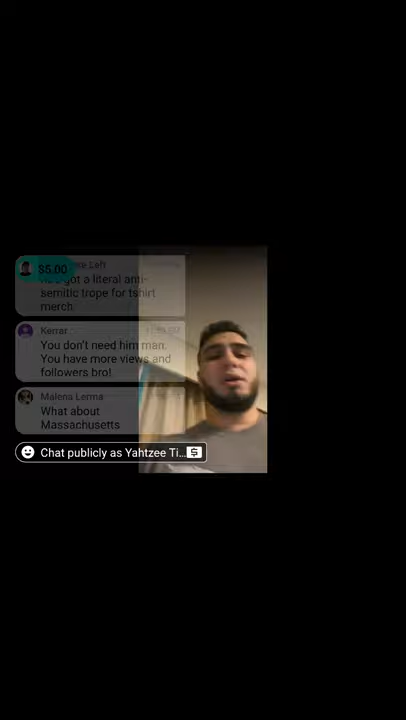 $5.00
Left
got a literal anti-
semitic trope for tshirt
merch
Kerrar
You don't need him man.
You have more views and
followers bro!
Malena Lerma
What about
Massachusetts
Chat publicly as Yahtzee Ti...